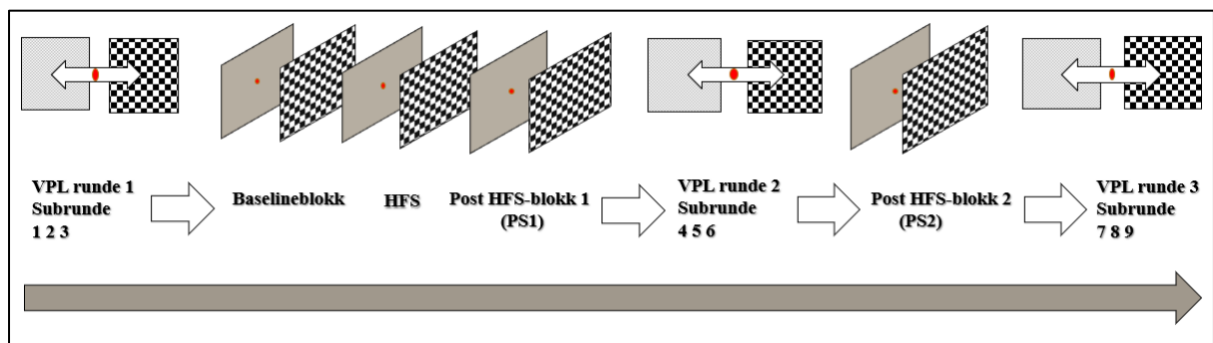 VPL runde 1
Subrunde
1 2 3
Baselineblokk
HFS
Post HFS-blokk 1
(PS1)
VPL runde 2
Subrunde
4 5 6
Post HFS-blokk 2
(PS2)
VPL runde 3
Subrunde
7 8 9